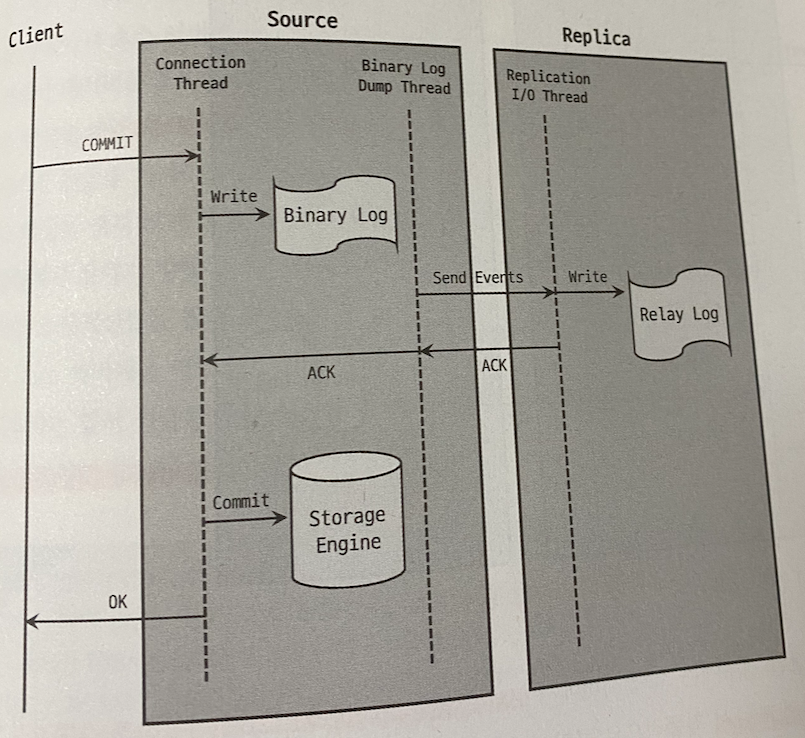 Client
Source
Replica
Connection
Thread
Binary Log
Dump Thread
Replication
I/O Thread
COMMIT
Write
Binary Log
Send Events
Write
Relay Log
ACK
ACK
Commit
Storage
Engine
OK